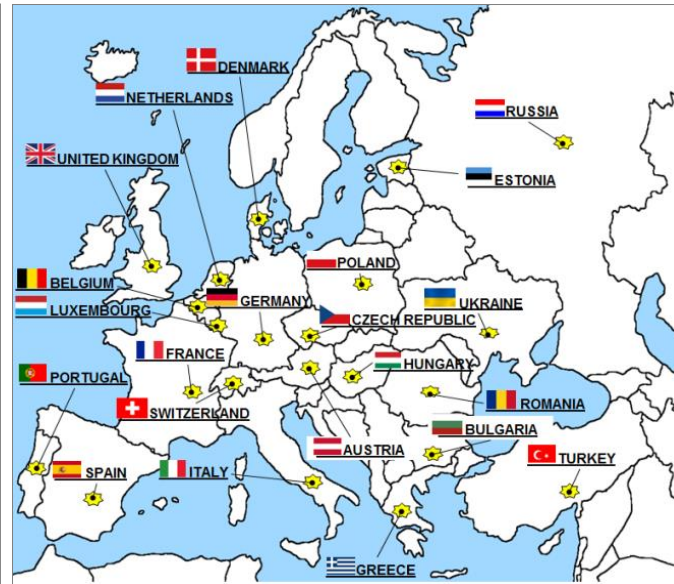 DENMARK
NETHERLANDS
RUSSIA
UNITED KINGDOM
ESTONIA
POLAND
BELGIUM
GERMANY
UKRAINE
LUXEMBOURG
CZECH REPUBLIC
FRANCE
HUNGARY
PORTUGAL
ROMANIA
SWITZERLAND
BULGARIA
AUSTRIA
TURKEY
SPAIN
ITALY
GREECE